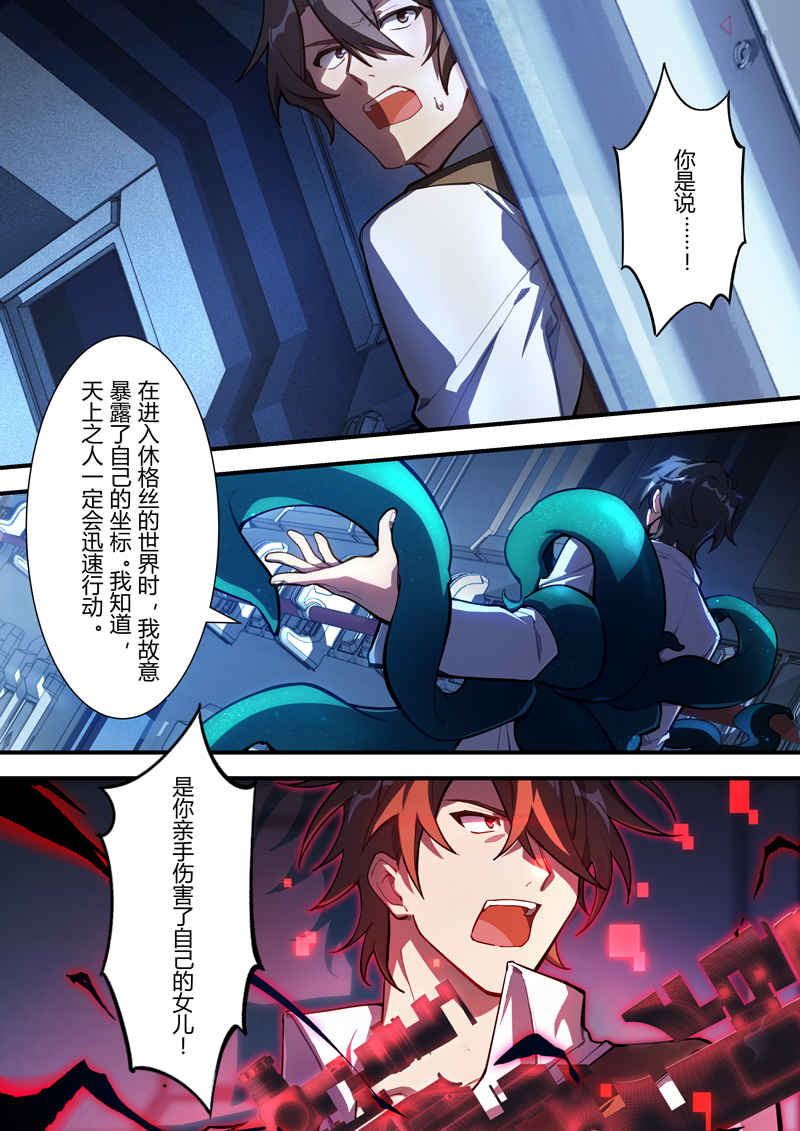 你是说……！
在进入休格丝的世界时，我故意
暴露了自己的坐标。我知道，
天上之人一定会迅速行动。
是你亲手伤害了自己的女儿！